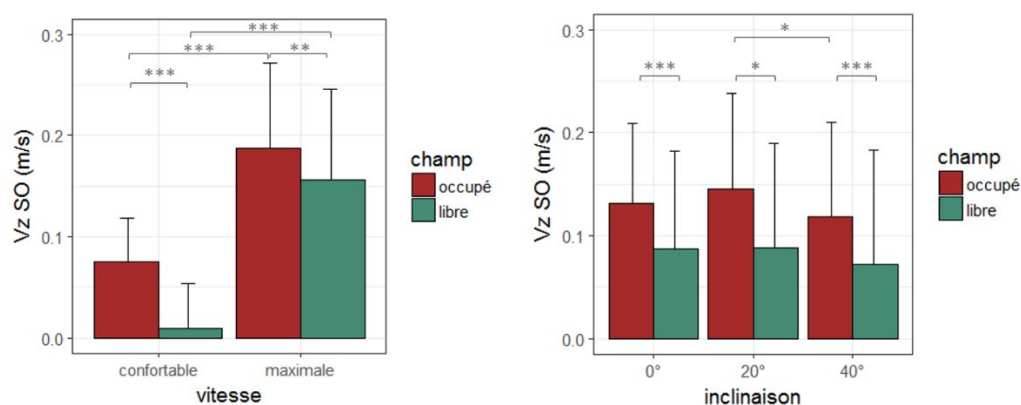 Vz SO (m/s)
0.3
0.2
0.1
0.0
***
***
**
***
confortable
maximale
vitesse
champ
occupé
libre
Vz SO (m/s)
0.3
0.2
0.1
0.0
*
***
*
***
0°
20°
40°
inclinaison
champ
occupé
libre